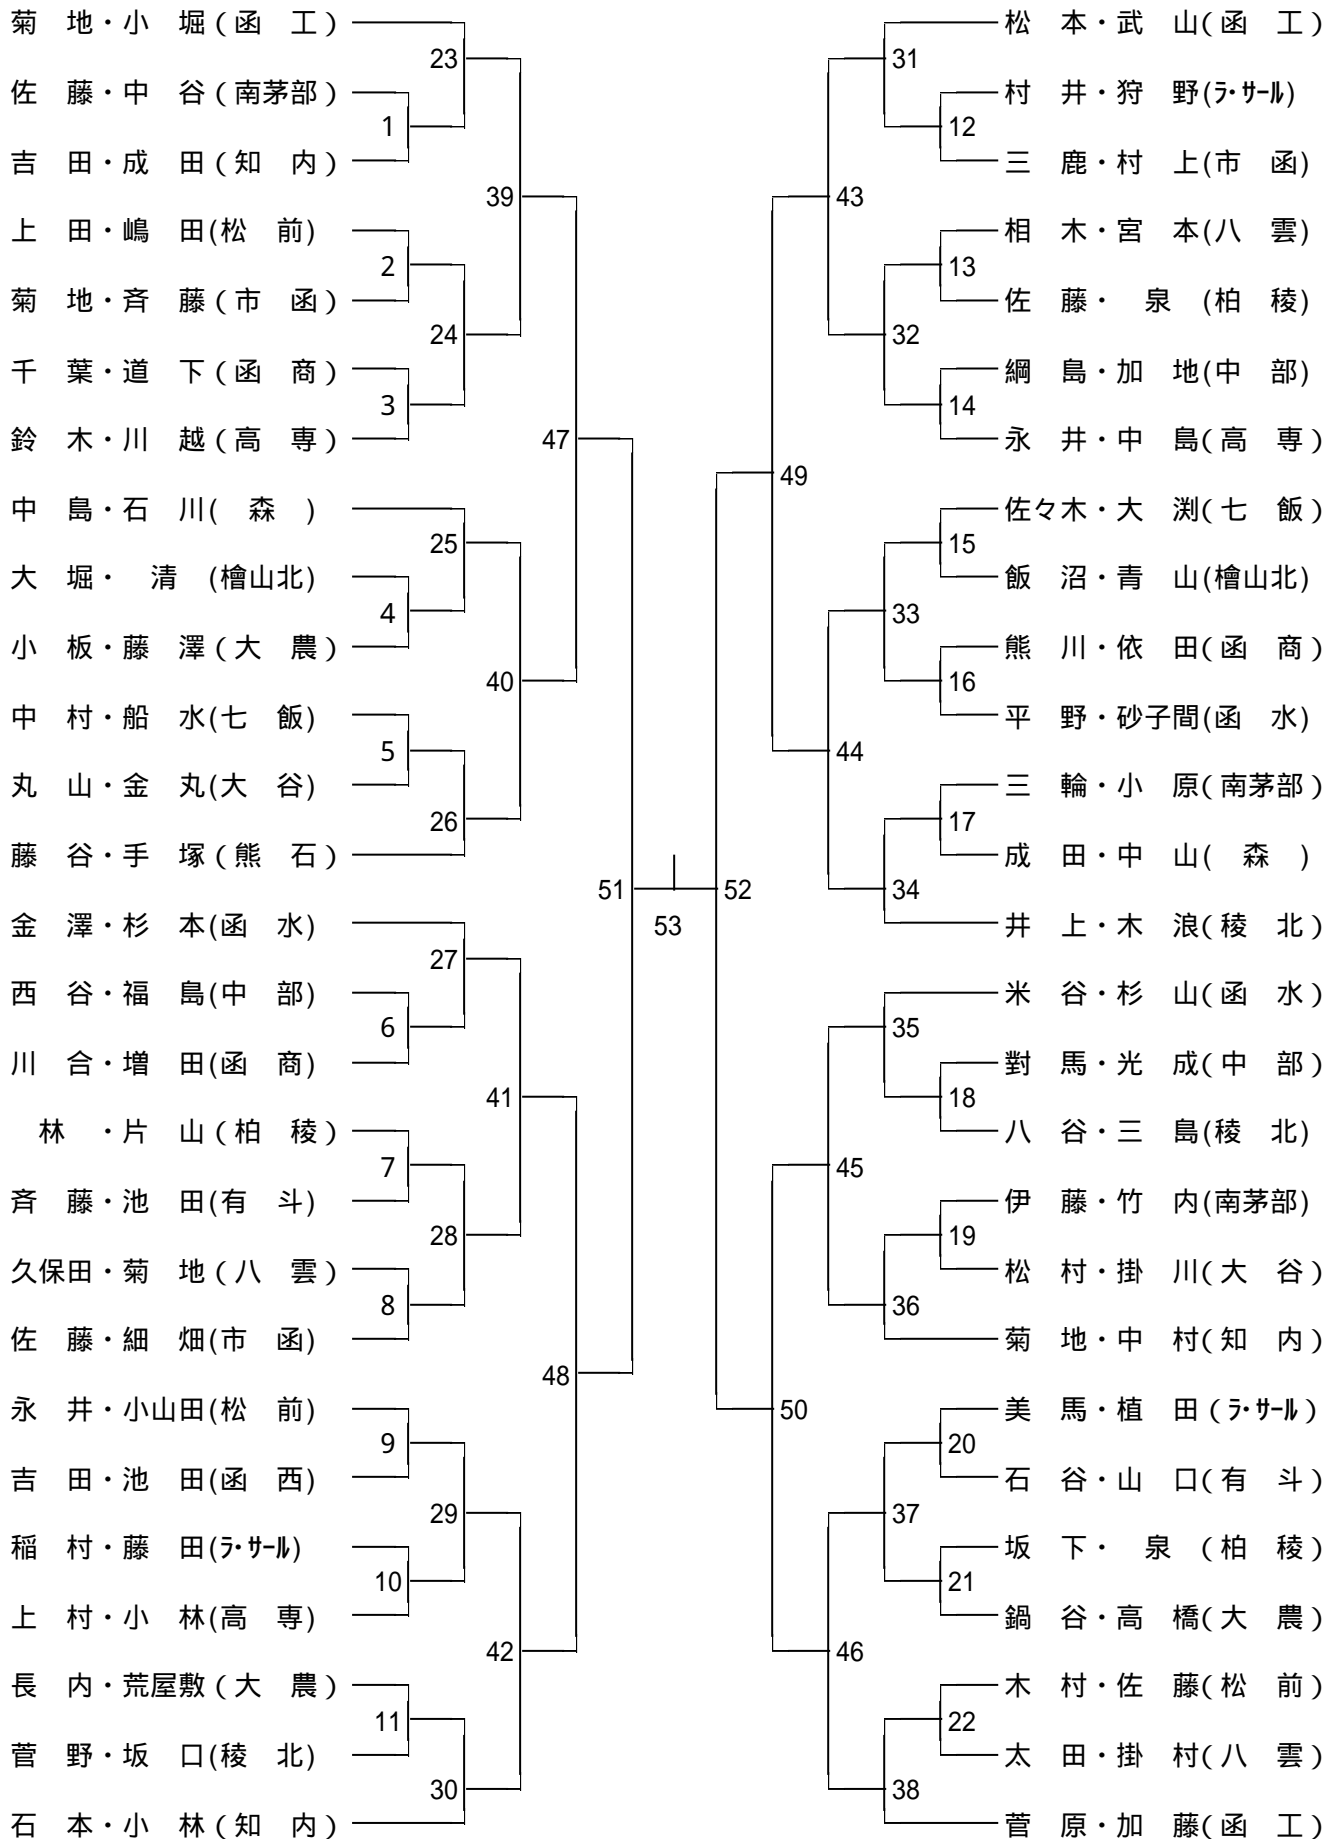 菊　地・小　堀（函　工）
23
佐　藤・中　谷（南茅部）
1
吉　田・成　田（知　内）
39
上　田・嶋　田(松　前)
2
菊　地・斉　藤（市　函）
24
千　葉・道　下（函　商）
3
鈴　木・川　越（高　専）
47
中　島・石　川(　森　)
25
大　堀・　清　(檜山北)
4
小　板・藤　澤（大　農）
40
中　村・船　水(七　飯)
5
丸　山・金　丸(大　谷)
26
藤　谷・手　塚（熊　石）
51
53
52
金　澤・杉　本(函　水)
27
西　谷・福　島(中　部)
6
川　合・増　田(函　商)
41
林　・片　山（柏　稜）
7
斉　藤・池　田(有　斗)
28
久保田・菊　地（八　雲）
8
佐　藤・細　畑(市　函)
48
永　井・小山田(松　前)
9
吉　田・池　田(函　西)
29
稲　村・藤　田(ﾗ・ｻｰﾙ)
10
上　村・小　林(高　専)
42
長　内・荒屋敷（大　農）
11
菅　野・坂　口(稜　北)
30
石　本・小　林（知　内）
松　本・武　山(函　工)
31
村　井・狩　野(ﾗ・ｻｰﾙ)
12
三　鹿・村　上(市　函)
43
相　木・宮　本(八　雲)
13
佐　藤・　泉　(柏　稜)
32
綱　島・加　地(中　部)
14
永　井・中　島(高　専)
49
佐々木・大　渕(七　飯)
15
飯　沼・青　山(檜山北)
33
熊　川・依　田(函　商)
16
平　野・砂子間(函　水)
44
三　輪・小　原(南茅部)
17
成　田・中　山(　森　)
34
井　上・木　浪(稜　北)
米　谷・杉　山(函　水)
35
對　馬・光　成(中　部)
18
八　谷・三　島(稜　北)
45
伊　藤・竹　内(南茅部)
19
松　村・掛　川(大　谷)
36
菊　地・中　村(知　内)
50
美　馬・植　田（ﾗ・ｻｰﾙ)
20
石　谷・山　口(有　斗)
37
坂　下・　泉　（柏　稜）
21
鍋　谷・高　橋(大　農)
46
木　村・佐　藤(松　前)
22
太　田・掛　村(八　雲)
38
菅　原・加　藤(函　工)